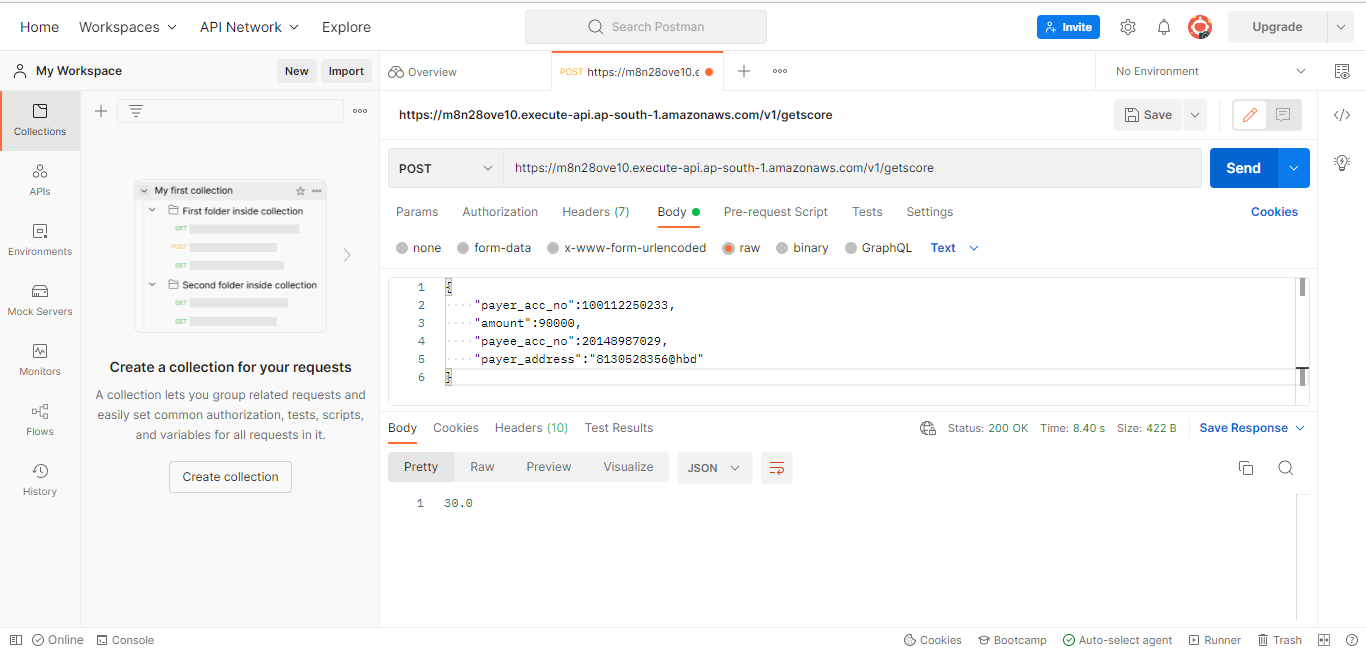 Home Workspaces API Network Explore Search Postman Invite Upgrade
My Workspace New Import Overview POST https://m8n28ove10.e No Environment
Collections
APIs
Environments
Mock Servers
Monitors
Flows
History
My first collection
First folder inside collection
GET
POST
GET
Second folder inside collection
GET
GET
Create a collection for your requests
A collection lets you group related requests and
easily set common authorization, tests, scripts,
and variables for all requests in it.
Create collection
https://m8n28ove10.execute-api.ap-south-1.amazonaws.com/v1/getscore Save
POST https://m8n28ove10.execute-api.ap-south-1.amazonaws.com/v1/getscore Send
Params Authorization Headers (7) Body Pre-request Script Tests Settings Cookies
none form-data x-www-form-urlencoded raw binary GraphQL Text
1 {
2 "payer_acc_no":100112250233,
3 "amount":90000,
4 "payee_acc_no":20148987029,
5 "payer_address":"8130528356@hbd"
6 }
Body Cookies Headers (10) Test Results Status: 200 OK Time: 8.40 s Size: 422 B Save Response
Pretty Raw Preview Visualize JSON
1 30.0
Online Console Cookies Bootcamp Auto-select agent Runner Trash